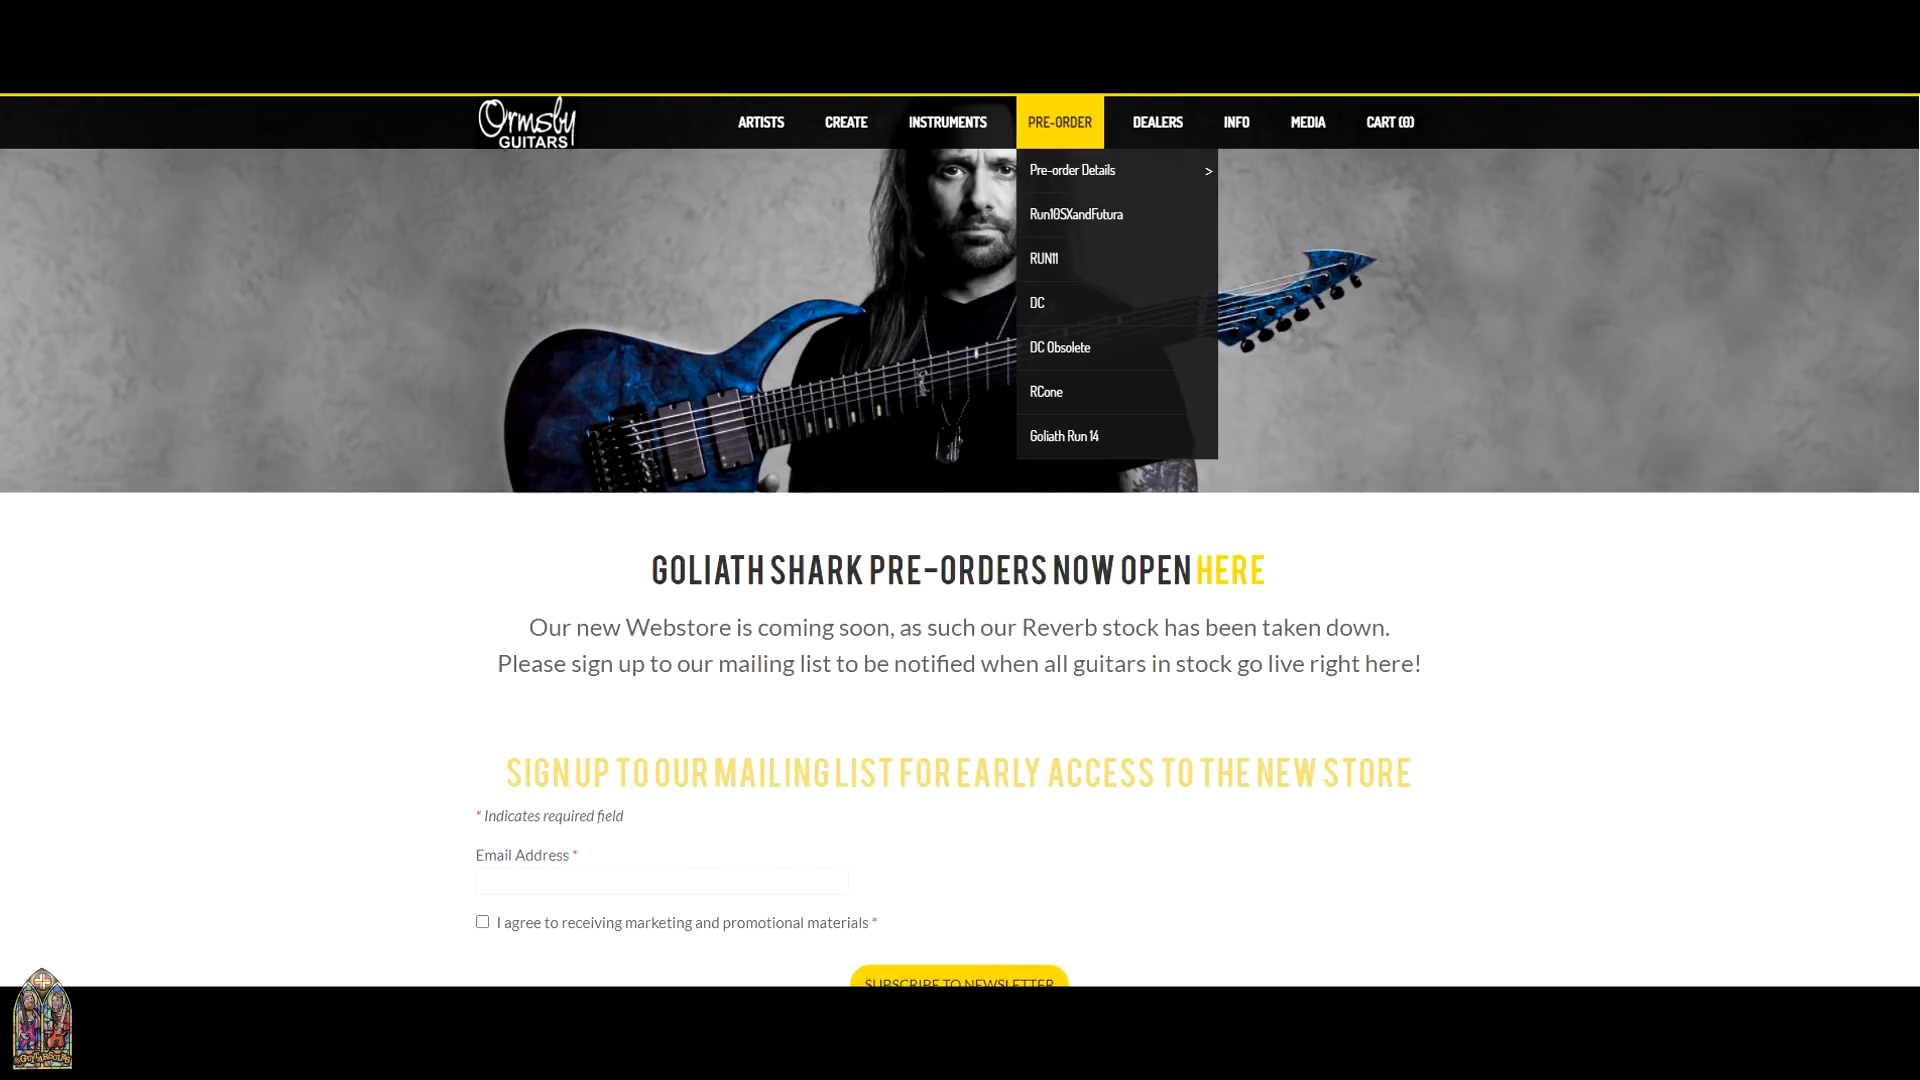 Ormsby
GUITARS
ARTISTS
CREATE
INSTRUMENTS
PRE-ORDER
DEALERS
INFO
MEDIA
CART (0)
Pre-order Details >
Run10SXandFutura
RUN11
DC
DC Obsolete
RCone
Goliath Run 14
GOLIATH SHARK PRE-ORDERS NOW OPEN HERE
Our new Webstore is coming soon, as such our Reverb stock has been taken down.
Please sign up to our mailing list to be notified when all guitars in stock go live right here!
SIGN UP TO OUR MAILING LIST FOR EARLY ACCESS TO THE NEW STORE
* Indicates required field
Email Address *
I agree to receiving marketing and promotional materials *
SUBSCRIBE TO NEWSLETTER